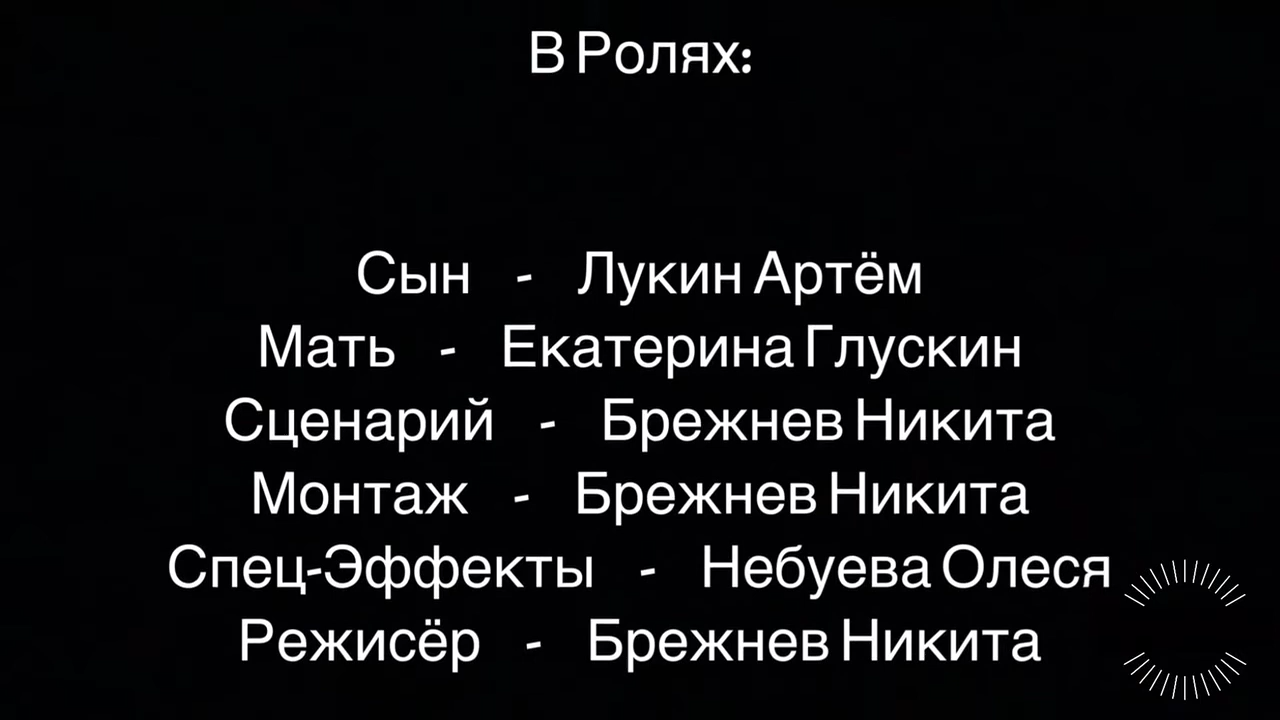 В Ролях:
Сын - Лукин Артём
Мать - Екатерина Глускин
Сценарий - Брежнев Никита
Монтаж - Брежнев Никита
Спец-Эффекты - Небуева Олеся
Режисёр - Брежнев Никита